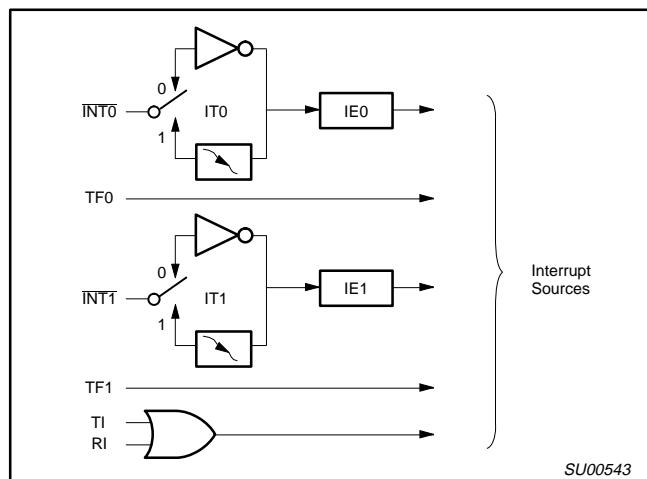 0
INT0
IT0
IE0
1
TF0
0
INT1
IT1
IE1
1
TF1
TI
RI
Interrupt
Sources
SU00543